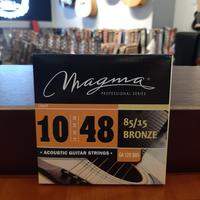 Magma
PROFESSIONAL SERIES
10 48
85/15
BRONZE
ACOUSTIC GUITAR STRINGS